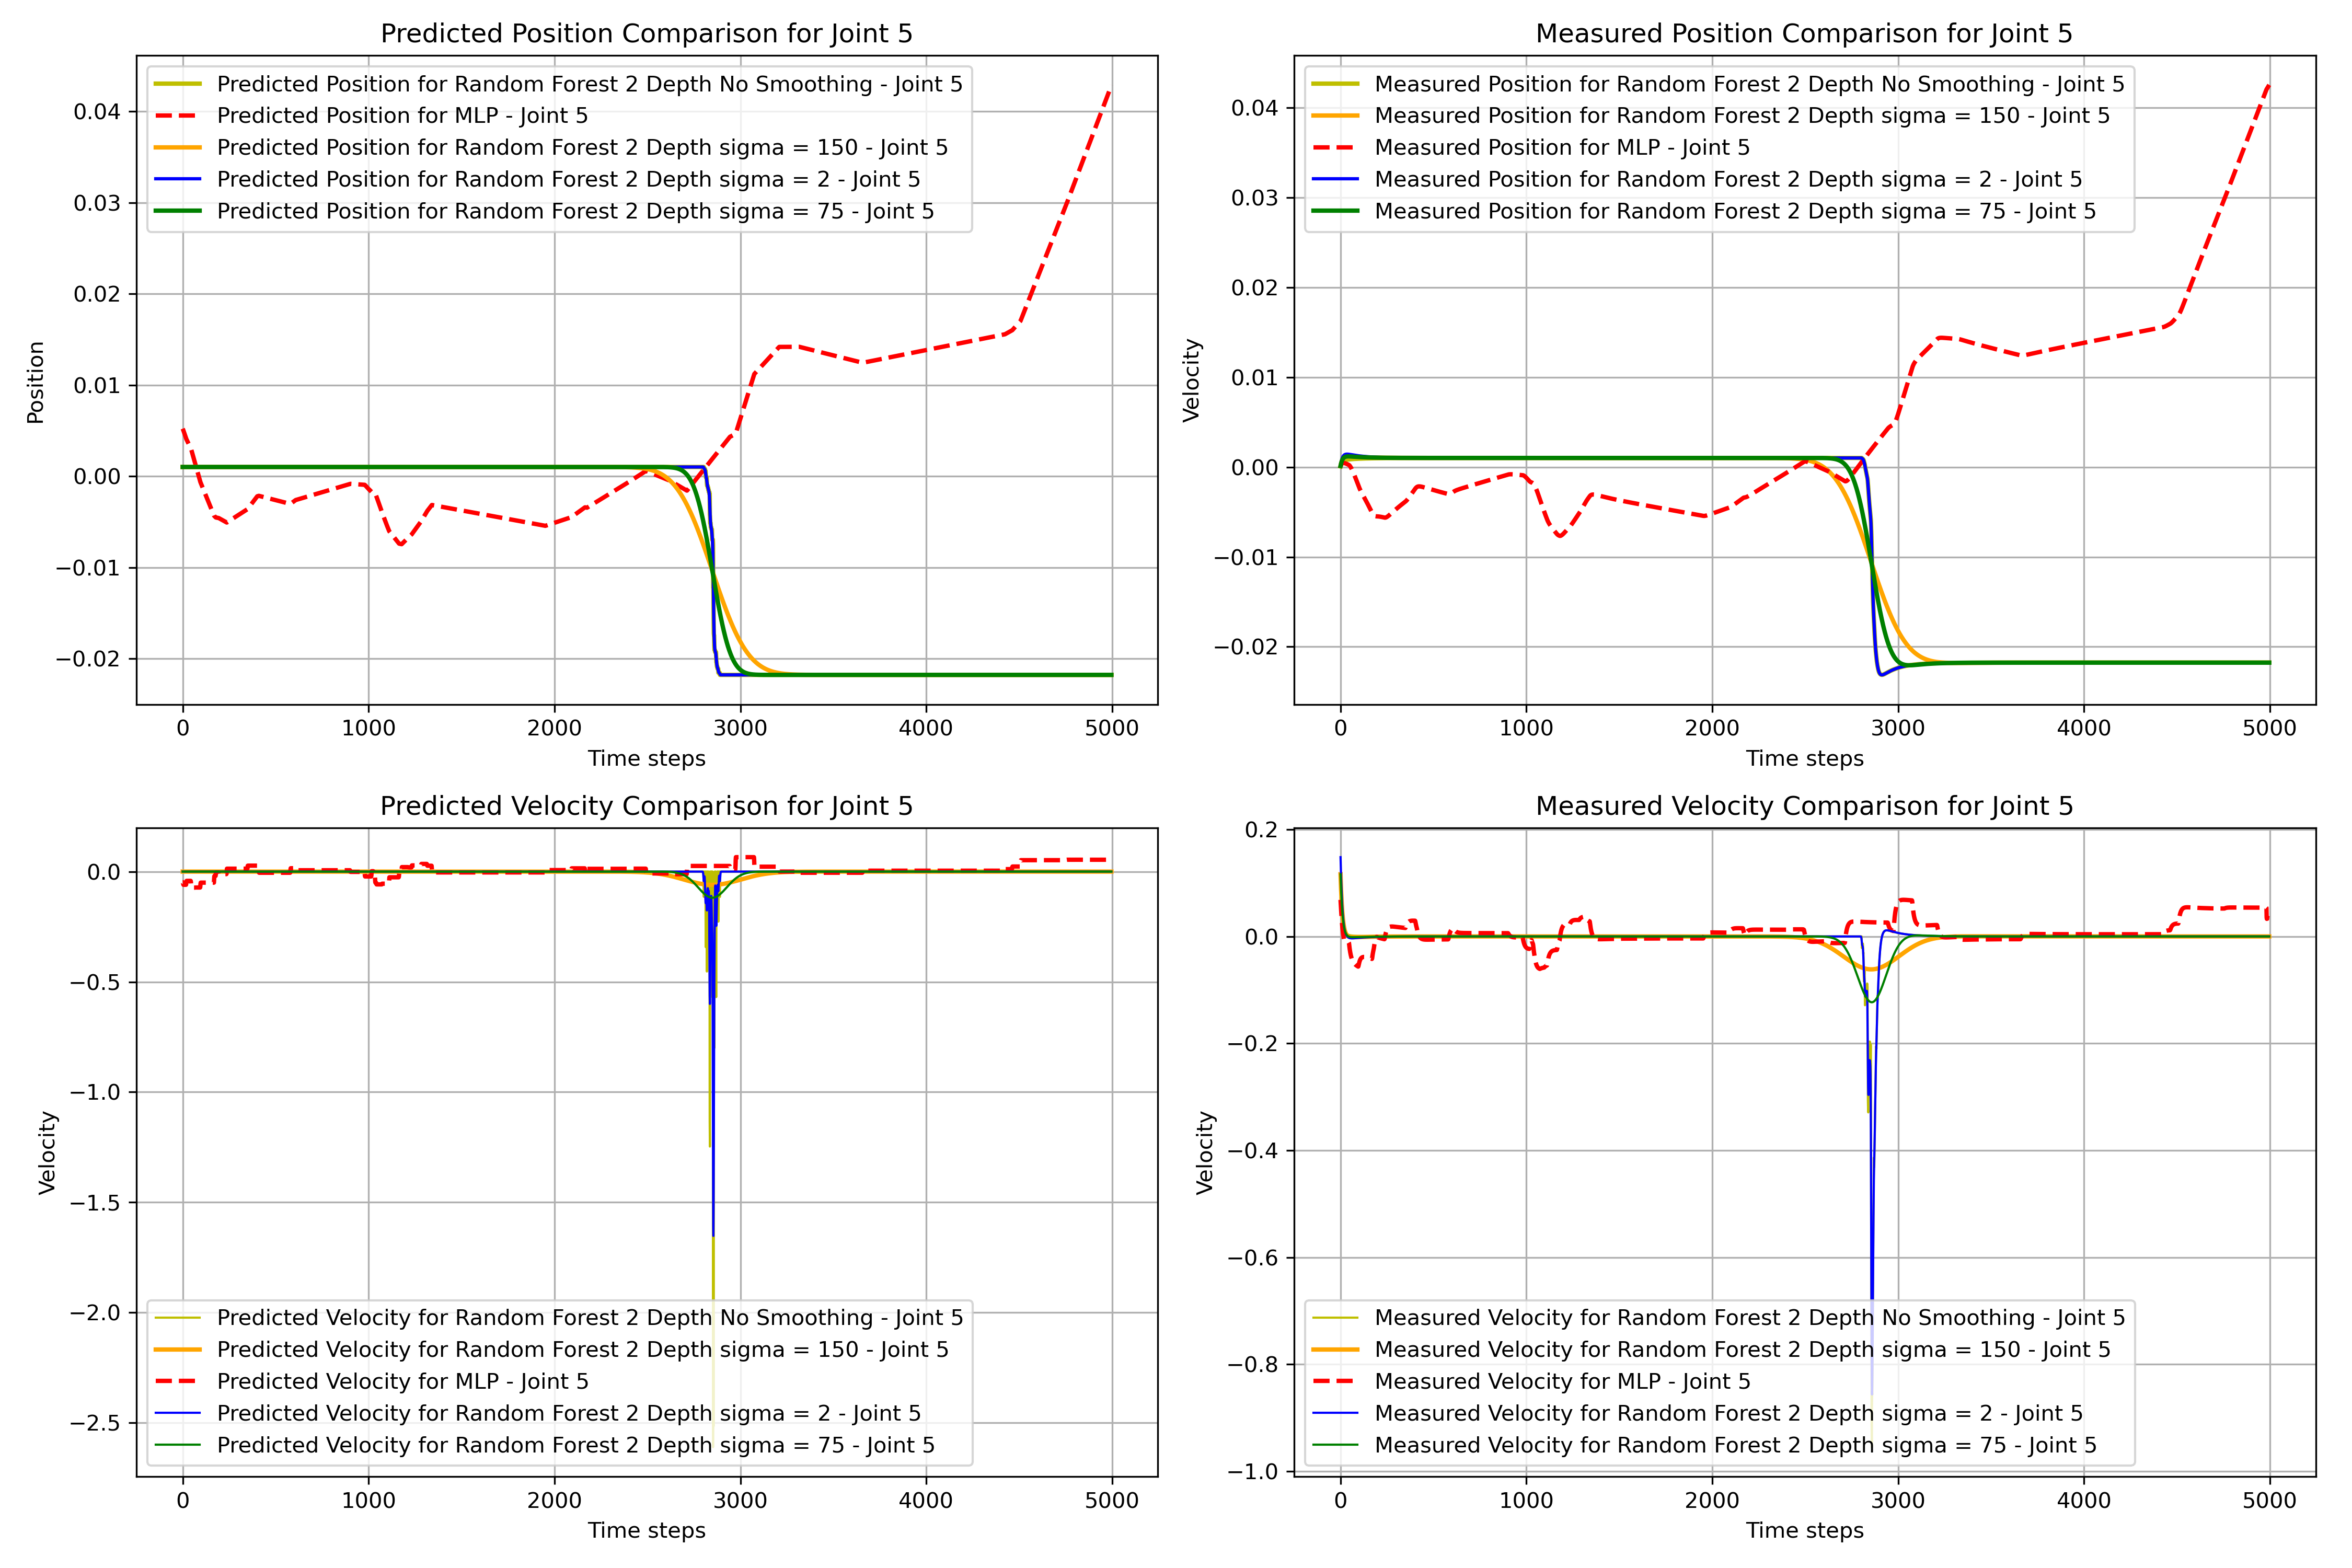 Predicted Position Comparison for Joint 5
Position
0.04
0.03
0.02
0.01
0.00
−0.01
−0.02
Predicted Position for Random Forest 2 Depth No Smoothing - Joint 5
Predicted Position for MLP - Joint 5
Predicted Position for Random Forest 2 Depth sigma = 150 - Joint 5
Predicted Position for Random Forest 2 Depth sigma = 2 - Joint 5
Predicted Position for Random Forest 2 Depth sigma = 75 - Joint 5
0 1000 2000 3000 4000 5000
Time steps
Measured Position Comparison for Joint 5
Velocity
0.04
0.03
0.02
0.01
0.00
−0.01
−0.02
Measured Position for Random Forest 2 Depth No Smoothing - Joint 5
Measured Position for Random Forest 2 Depth sigma = 150 - Joint 5
Measured Position for MLP - Joint 5
Measured Position for Random Forest 2 Depth sigma = 2 - Joint 5
Measured Position for Random Forest 2 Depth sigma = 75 - Joint 5
0 1000 2000 3000 4000 5000
Time steps
Predicted Velocity Comparison for Joint 5
Velocity
0.0
−0.5
−1.0
−1.5
−2.0
−2.5
Predicted Velocity for Random Forest 2 Depth No Smoothing - Joint 5
Predicted Velocity for Random Forest 2 Depth sigma = 150 - Joint 5
Predicted Velocity for MLP - Joint 5
Predicted Velocity for Random Forest 2 Depth sigma = 2 - Joint 5
Predicted Velocity for Random Forest 2 Depth sigma = 75 - Joint 5
0 1000 2000 3000 4000 5000
Time steps
Measured Velocity Comparison for Joint 5
Velocity
0.2
0.0
−0.2
−0.4
−0.6
−0.8
−1.0
Measured Velocity for Random Forest 2 Depth No Smoothing - Joint 5
Measured Velocity for Random Forest 2 Depth sigma = 150 - Joint 5
Measured Velocity for MLP - Joint 5
Measured Velocity for Random Forest 2 Depth sigma = 2 - Joint 5
Measured Velocity for Random Forest 2 Depth sigma = 75 - Joint 5
0 1000 2000 3000 4000 5000
Time steps